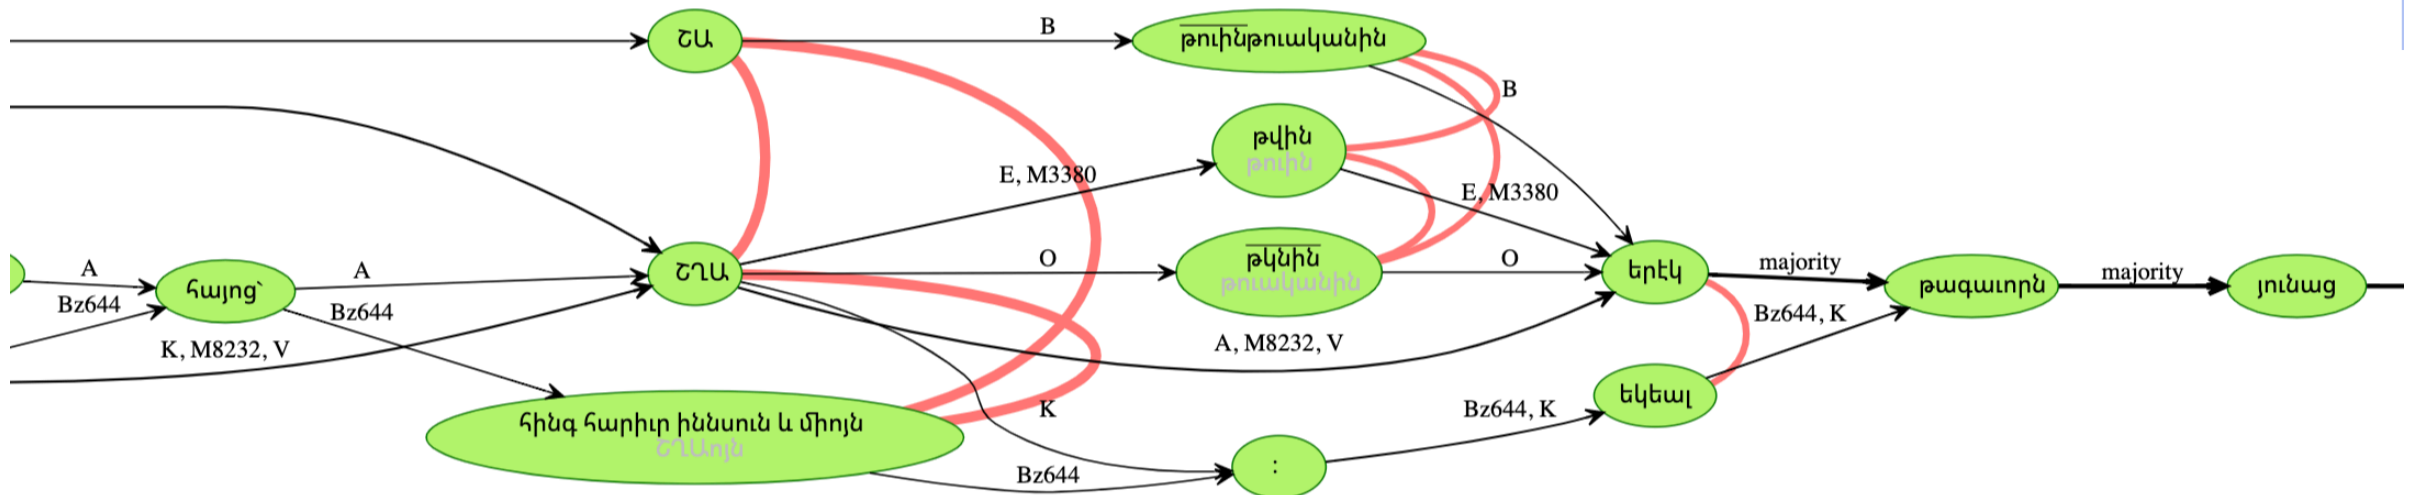 ՇԱ
B
թուինթուականին
B
թվին
թուին
E, M3380
E, M3380
A
հայոց՝
A
ՇՂԱ
O
թկնին
թուականին
O
երէկ
majority
թագաւորն
majority
յունաց
Bz644
Bz644
K, M8232, V
A, M8232, V
Bz644, K
եկեալ
հինգ հարիւր իննսուն և միոյն
ՇՂԱոյն
K
Bz644, K
:
Bz644